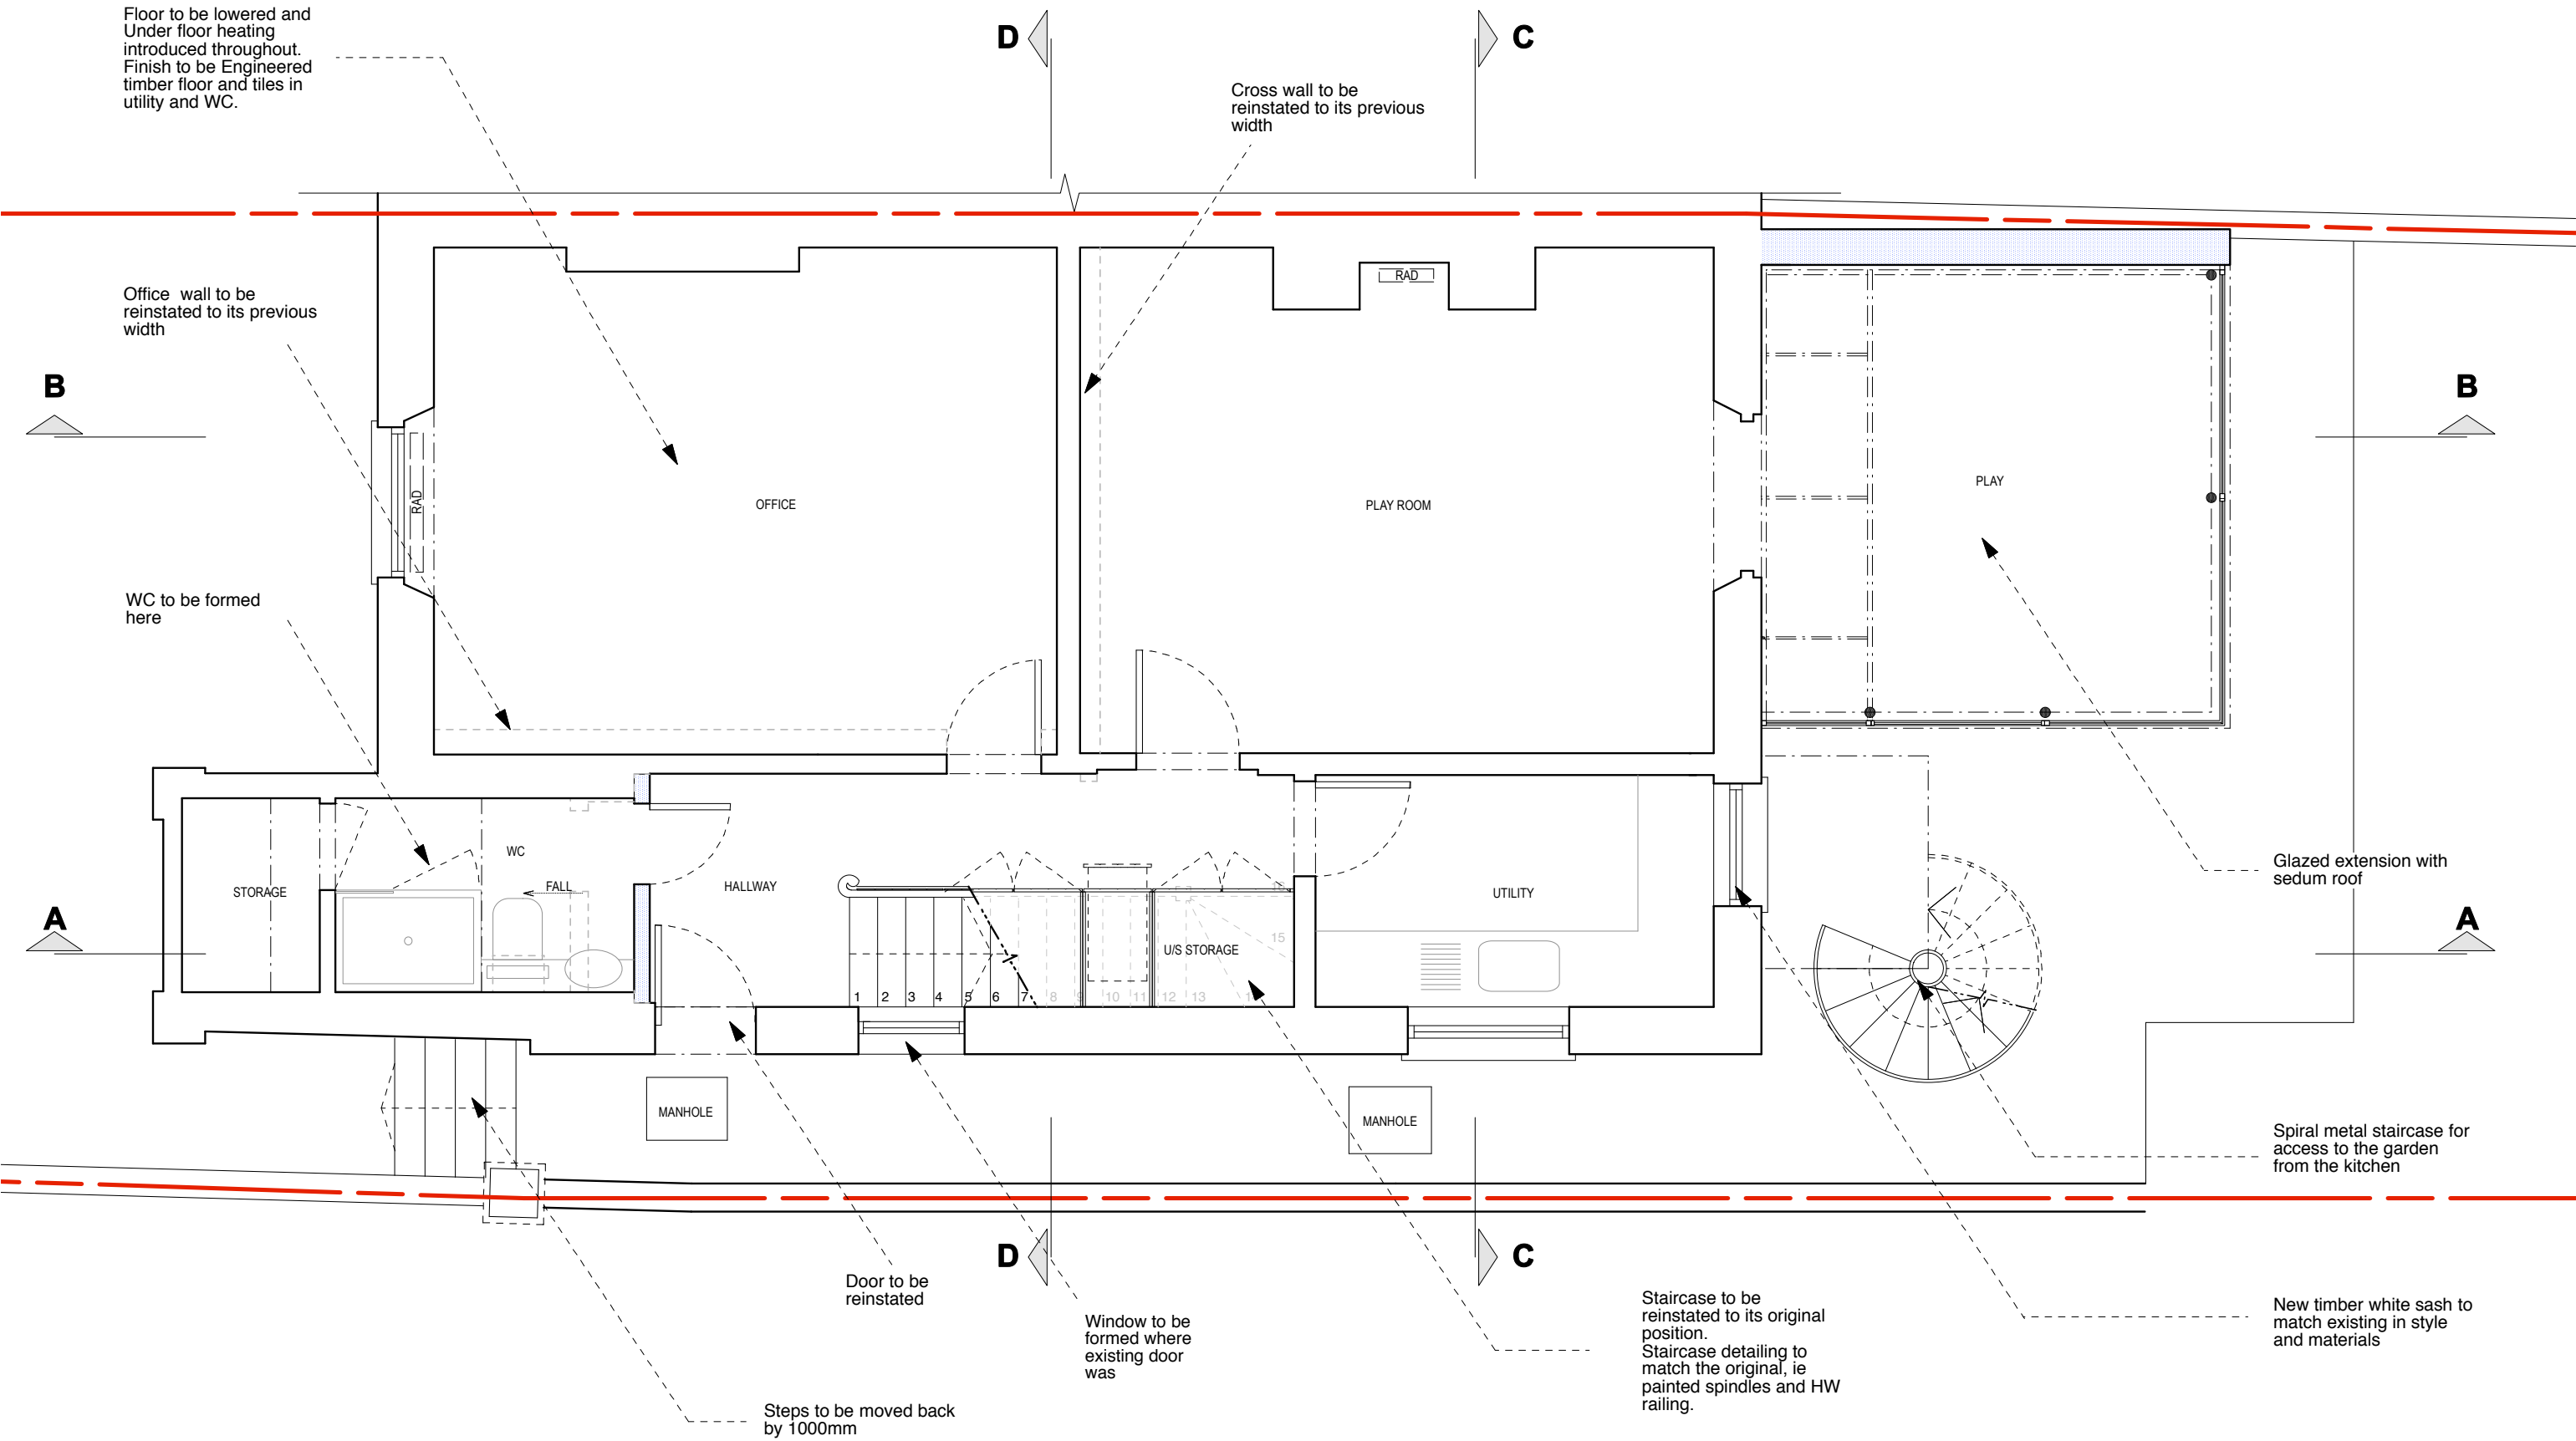 Floor to be lowered and
Under floor heating
introduced throughout.
Finish to be Engineered
timber floor and tiles in
utility and WC.
D
C
Cross wall to be
reinstated to its previous
width
RAD
Office wall to be
reinstated to its previous
width
B
B
RAD
OFFICE
PLAY ROOM
PLAY
WC to be formed
here
WC
STORAGE
FALL
HALLWAY
UTILITY
Glazed extension with
sedum roof
A
A
U/S STORAGE
15
1 2 3 4 5 6 7 8 9 10 11 12 13
MANHOLE
MANHOLE
Spiral metal staircase for
access to the garden
from the kitchen
D
C
Door to be
reinstated
Window to be
formed where
existing door
was
Staircase to be
reinstated to its original
position.
Staircase detailing to
match the original, ie
painted spindles and HW
railing.
New timber white sash to
match existing in style
and materials
Steps to be moved back
by 1000mm